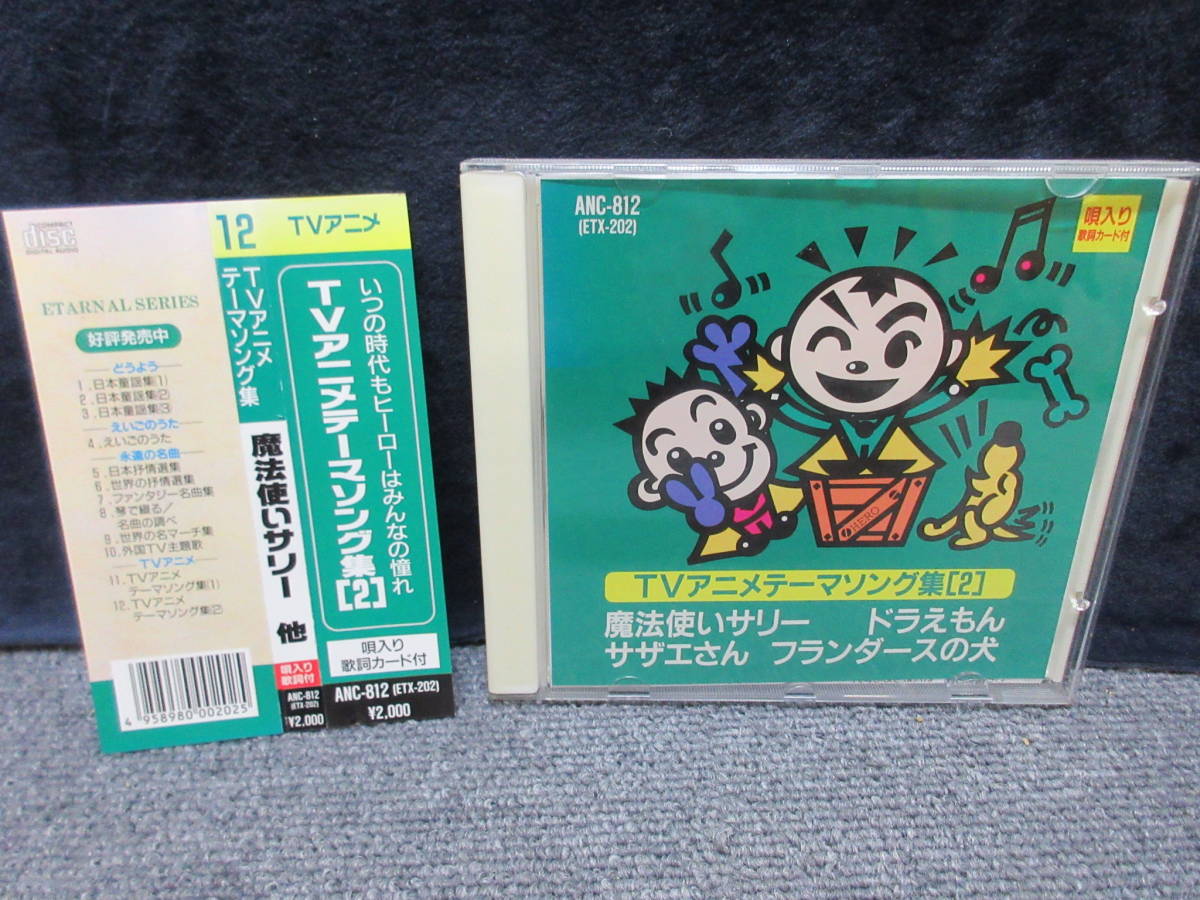 COMPACT
disc
DIGITAL AUDIO
ETARNAL SERIES
好評発売中
どうよう
1.日本童謡集(1)
2.日本童謡集(2)
3.日本童謡集(3)
えいごのうた
4.えいごのうた
永遠の名曲
5.日本抒情選集
6.世界の抒情選集
7.ファンタジー名曲集
8.琴で綴る/
名曲の調べ
9.世界の名マーチ集
10.外国TV主題歌
TVアニメ
11.TVアニメ
テーマソング集(1)
12.TVアニメ
テーマソング集(2)
4 958980 002025
12
TVアニメ
TVアニメ
テーマソング集
魔法使いサリー 他
唄入り
歌詞付
ANC-812
(ETX-202)
¥2,000
いつの時代もヒーローはみんなの憧れ
TVアニメテーマソング集[2]
唄入り
歌詞カード付
ANC-812 (ETX-202)
¥2,000
ANC-812
(ETX-202)
唄入り
歌詞カード付
HERO
TVアニメテーマソング集[2]
魔法使いサリー ドラえもん
サザエさん フランダースの犬